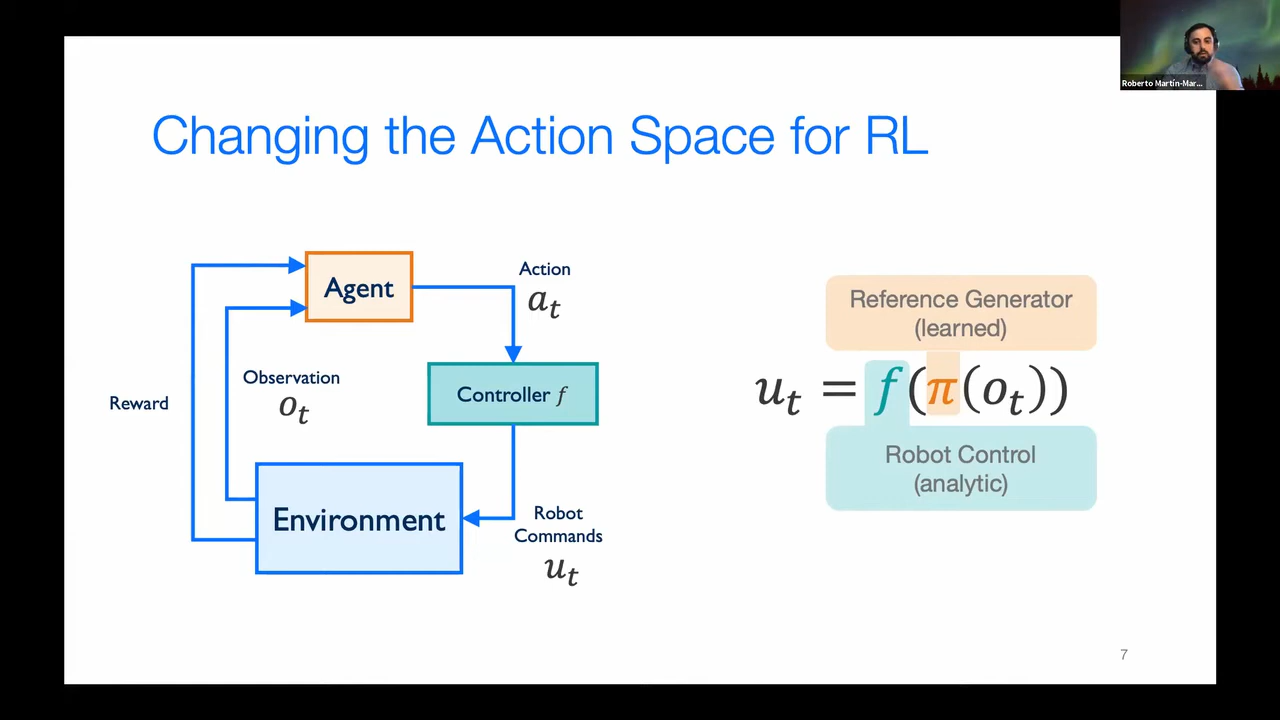 Roberto Martín-Mar...
Changing the Action Space for RL
Agent
Action
a_t
Reward
Observation
o_t
Controller f
Environment
Robot
Commands
u_t
Reference Generator
(learned)
u_t = f(π(o_t))
Robot Control
(analytic)
7